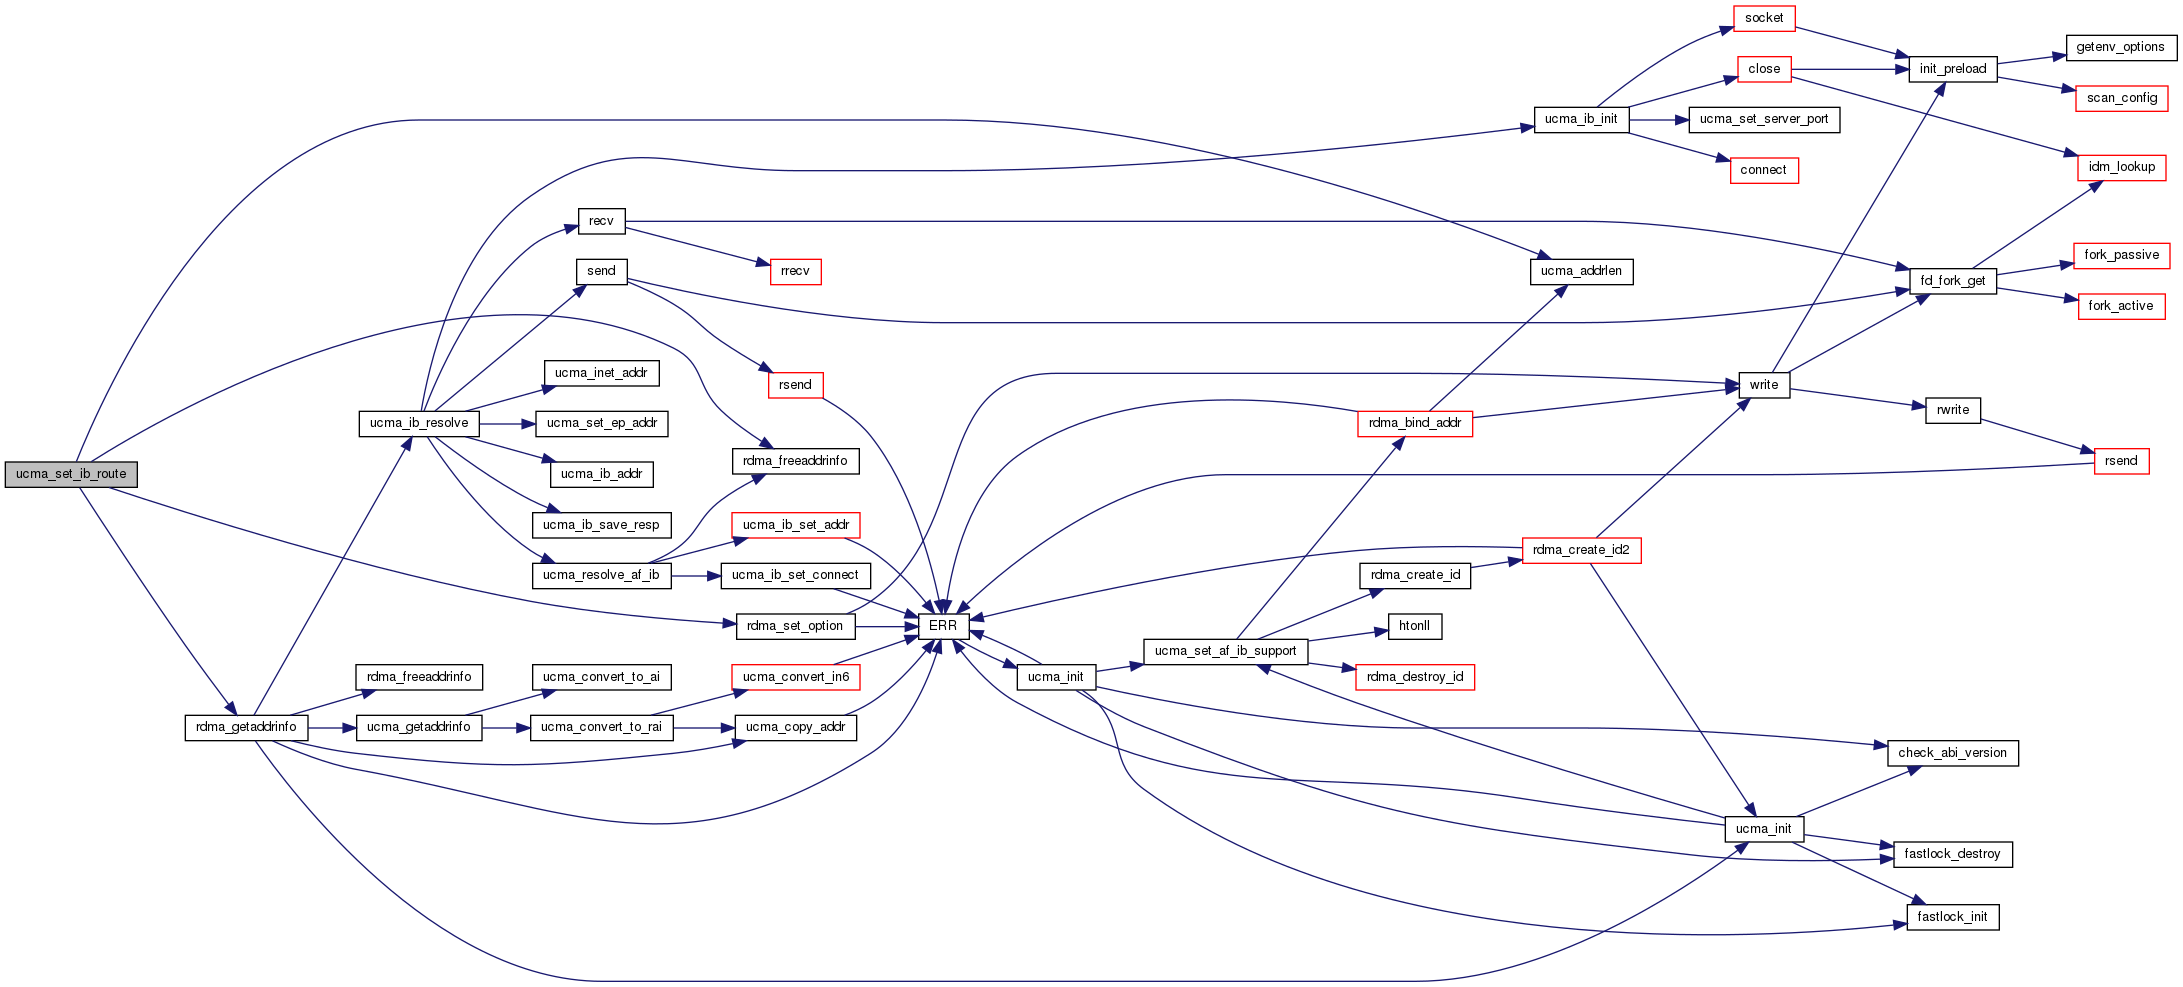 socket
getenv_options
close
init_preload
scan_config
ucma_ib_init
ucma_set_server_port
connect
idm_lookup
recv
fork_passive
send
rrecv
ucma_addrlen
fd_fork_get
fork_active
ucma_inet_addr
rsend
write
ucma_ib_resolve
ucma_set_ep_addr
rdma_bind_addr
rwrite
ucma_set_ib_route
ucma_ib_addr
rdma_freeaddrinfo
rsend
ucma_ib_save_resp
ucma_ib_set_addr
rdma_create_id2
ucma_resolve_af_ib
ucma_ib_set_connect
rdma_create_id
rdma_set_option
ERR
htonll
ucma_set_af_ib_support
rdma_freeaddrinfo
ucma_convert_to_ai
ucma_convert_in6
ucma_init
rdma_destroy_id
rdma_getaddrinfo
ucma_getaddrinfo
ucma_convert_to_rai
ucma_copy_addr
check_abi_version
ucma_init
fastlock_destroy
fastlock_init